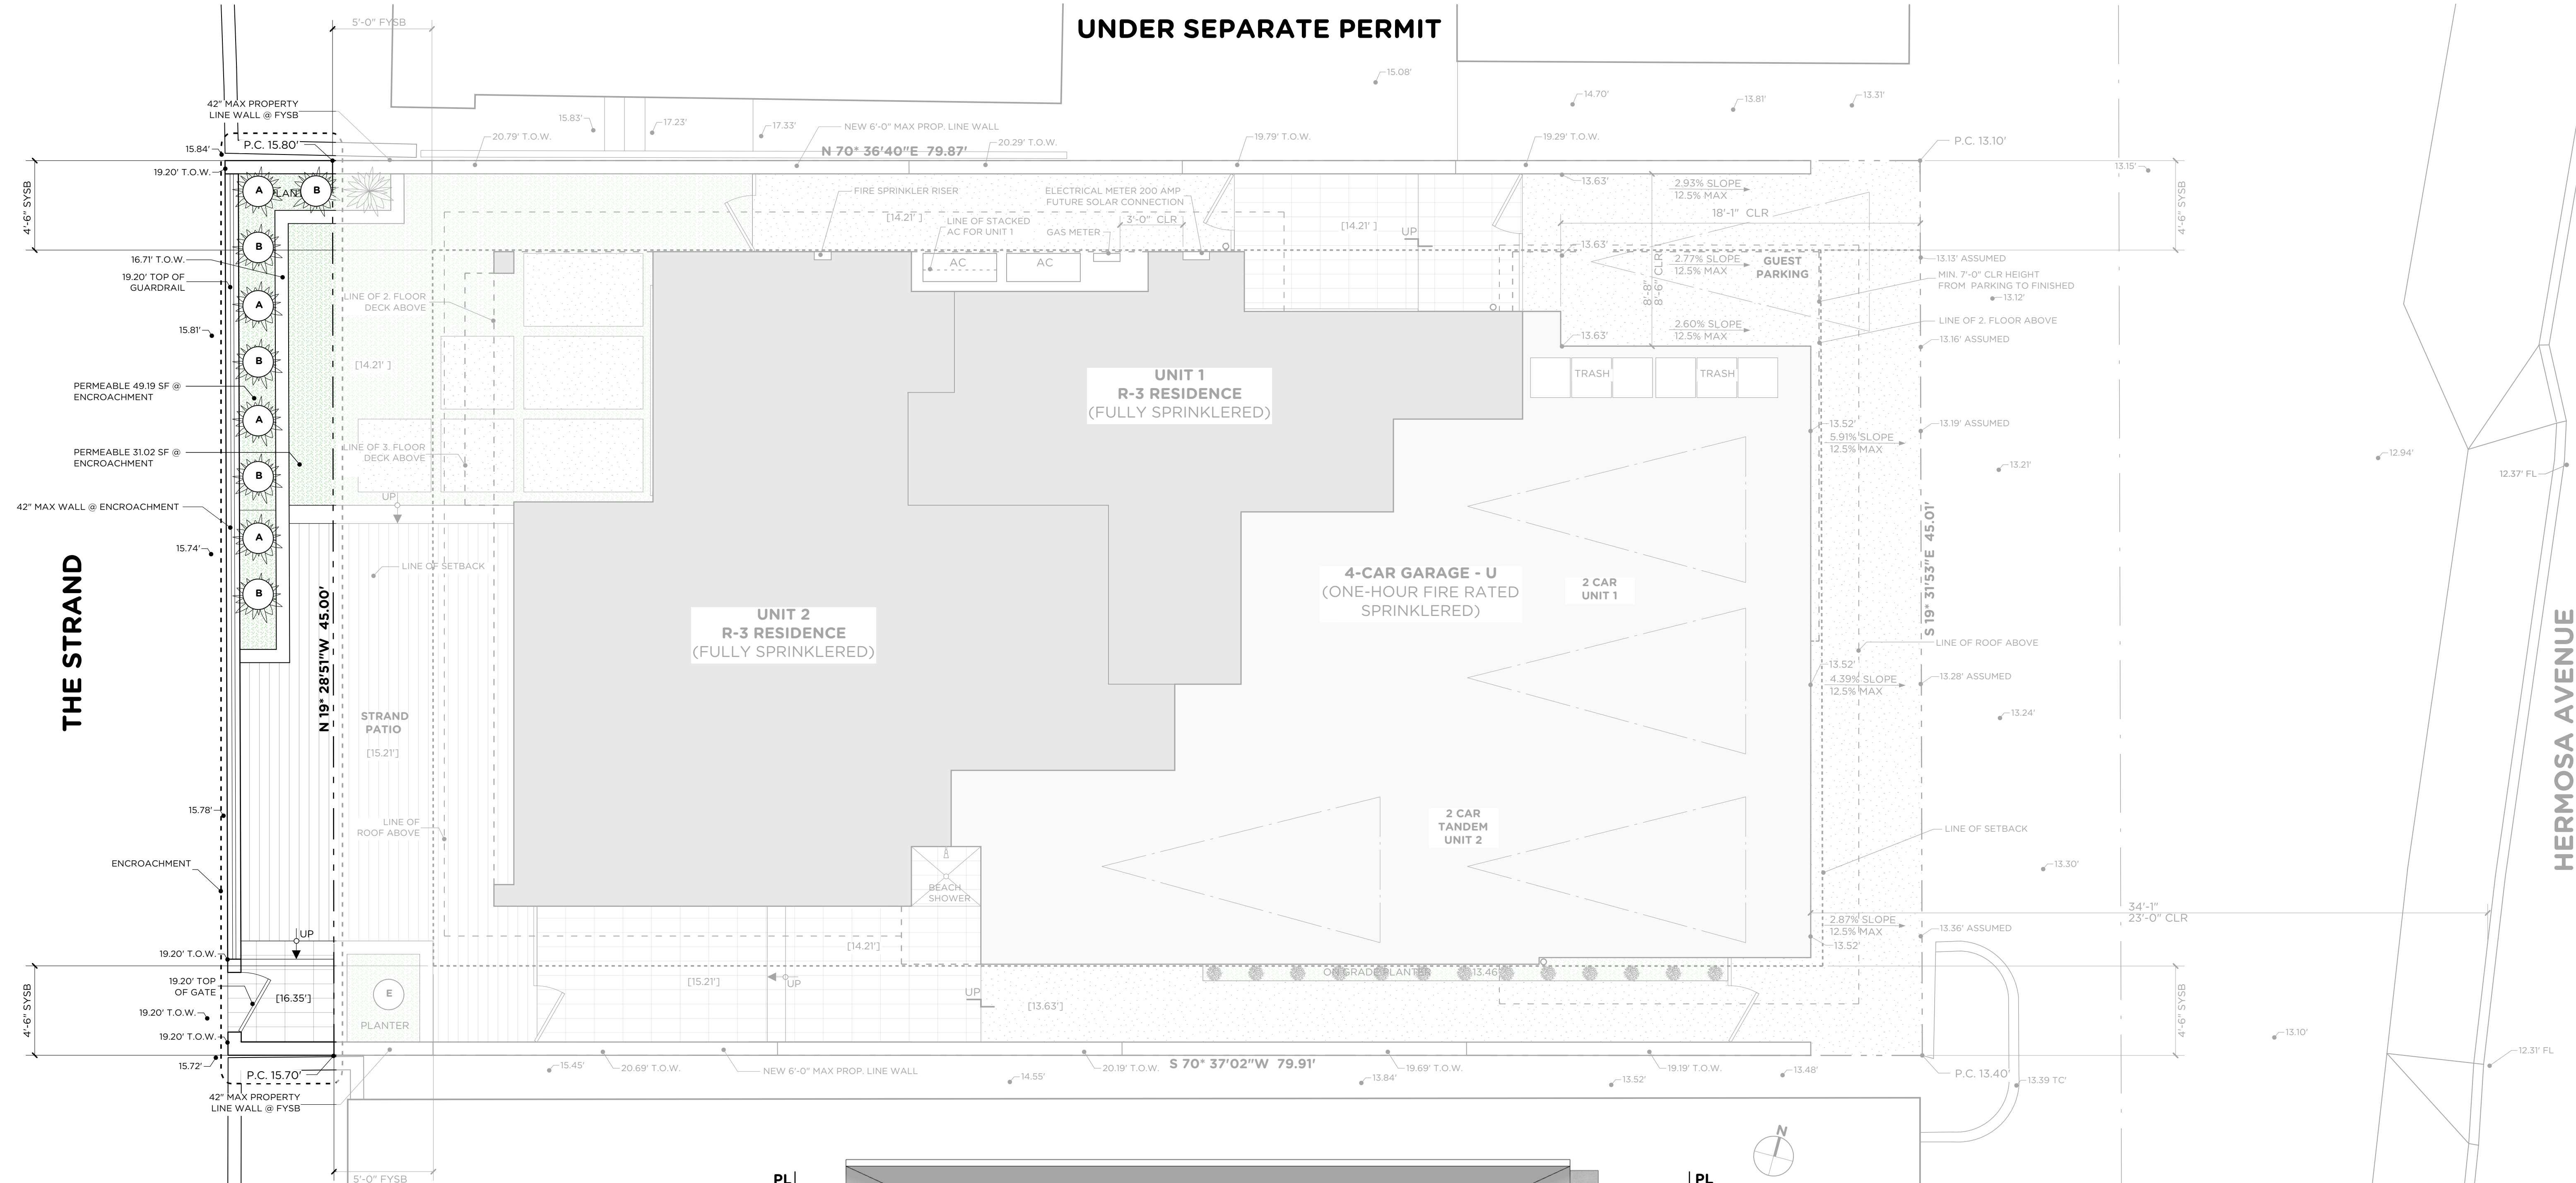 5'-0" FYSB
UNDER SEPARATE PERMIT
15.08'
14.70'
13.81'
13.31'
42" MAX PROPERTY
LINE WALL @ FYSB
15.83'
17.23'
17.33'
NEW 6'-0" MAX PROP. LINE WALL
20.79' T.O.W.
20.29' T.O.W.
19.79' T.O.W.
19.29' T.O.W.
N 70* 36'40"E  79.87'
15.84'
P.C. 15.80'
P.C. 13.10'
13.15'
19.20' T.O.W.
4'-6" SYSB
A
B
FIRE SPRINKLER RISER
ELECTRICAL METER 200 AMP
FUTURE SOLAR CONNECTION
13.63'
2.93% SLOPE
12.5% MAX
4'-6" SYSB
[14.21' ]
LINE OF STACKED
AC FOR UNIT 1
3'-0"  CLR
GAS METER
[14.21' ]
UP
18'-1"  CLR
B
13.63'
16.71' T.O.W.
AC
AC
2.77% SLOPE
12.5% MAX
GUEST
PARKING
8'-8"
8'-6" CLR
13.13' ASSUMED
19.20' TOP OF
GUARDRAIL
MIN. 7'-0" CLR HEIGHT
FROM  PARKING TO FINISHED
13.12'
LINE OF 2. FLOOR
DECK ABOVE
A
15.81'
2.60% SLOPE
12.5% MAX
LINE OF 2. FLOOR ABOVE
13.63'
13.16' ASSUMED
B
[14.21' ]
UNIT 1
R-3 RESIDENCE
(FULLY SPRINKLERED)
TRASH
TRASH
PERMEABLE 49.19 SF @
ENCROACHMENT
A
13.52'
13.19' ASSUMED
5.91% SLOPE
12.5% MAX
PERMEABLE 31.02 SF @
ENCROACHMENT
LINE OF 3. FLOOR
DECK ABOVE
12.94'
13.21'
12.37' FL
B
UP
42" MAX WALL @ ENCROACHMENT
A
15.74'
S 19* 31'53"E  45.01'
LINE OF SETBACK
4-CAR GARAGE - U
(ONE-HOUR FIRE RATED
SPRINKLERED)
2 CAR
UNIT 1
B
THE STRAND
N 19* 28'51"W  45.00'
UNIT 2
R-3 RESIDENCE
(FULLY SPRINKLERED)
HERMOSA AVENUE
LINE OF ROOF ABOVE
13.52'
4.39% SLOPE
12.5% MAX
13.28' ASSUMED
STRAND
PATIO
[15.21']
13.24'
15.78'
LINE OF
ROOF ABOVE
2 CAR
TANDEM
UNIT 2
LINE OF SETBACK
ENCROACHMENT
13.30'
BEACH
SHOWER
34'-1"
23'-0" CLR
2.87% SLOPE
12.5% MAX
13.36' ASSUMED
UP
[14.21']
13.52'
19.20' T.O.W.
4'-6" SYSB
ON GRADE PLANTER
13.46'
19.20' TOP
OF GATE
[16.35']
E
[15.21']
UP
UP
[13.63']
4'-6" SYSB
19.20' T.O.W.
PLANTER
19.20' T.O.W.
13.10'
12.31' FL
15.72'
P.C. 15.70'
15.45'
20.69' T.O.W.
NEW 6'-0" MAX PROP. LINE WALL
20.19' T.O.W.
S 70* 37'02"W  79.91'
19.69' T.O.W.
19.19' T.O.W.
13.48'
P.C. 13.40'
14.55'
13.84'
13.52'
13.39 TC'
42" MAX PROPERTY
LINE WALL @ FYSB
N
5'-0" FYSB
PL
PL